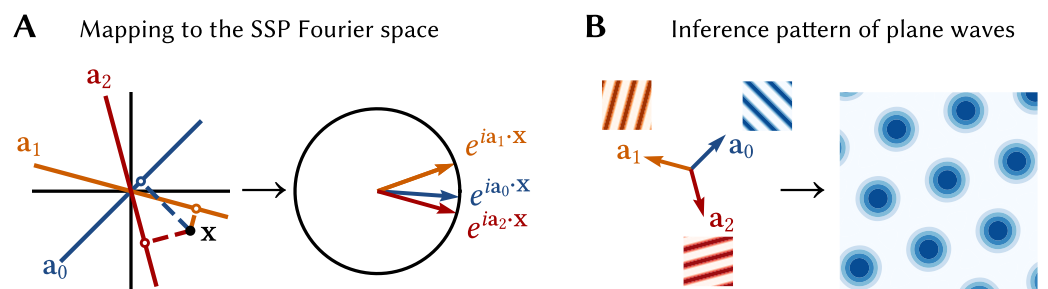 A Mapping to the SSP Fourier space
a₂
a₁
a₀
x
e^{ia₁·x}
e^{ia₀·x}
e^{ia₂·x}
B Inference pattern of plane waves
a₁
a₀
a₂